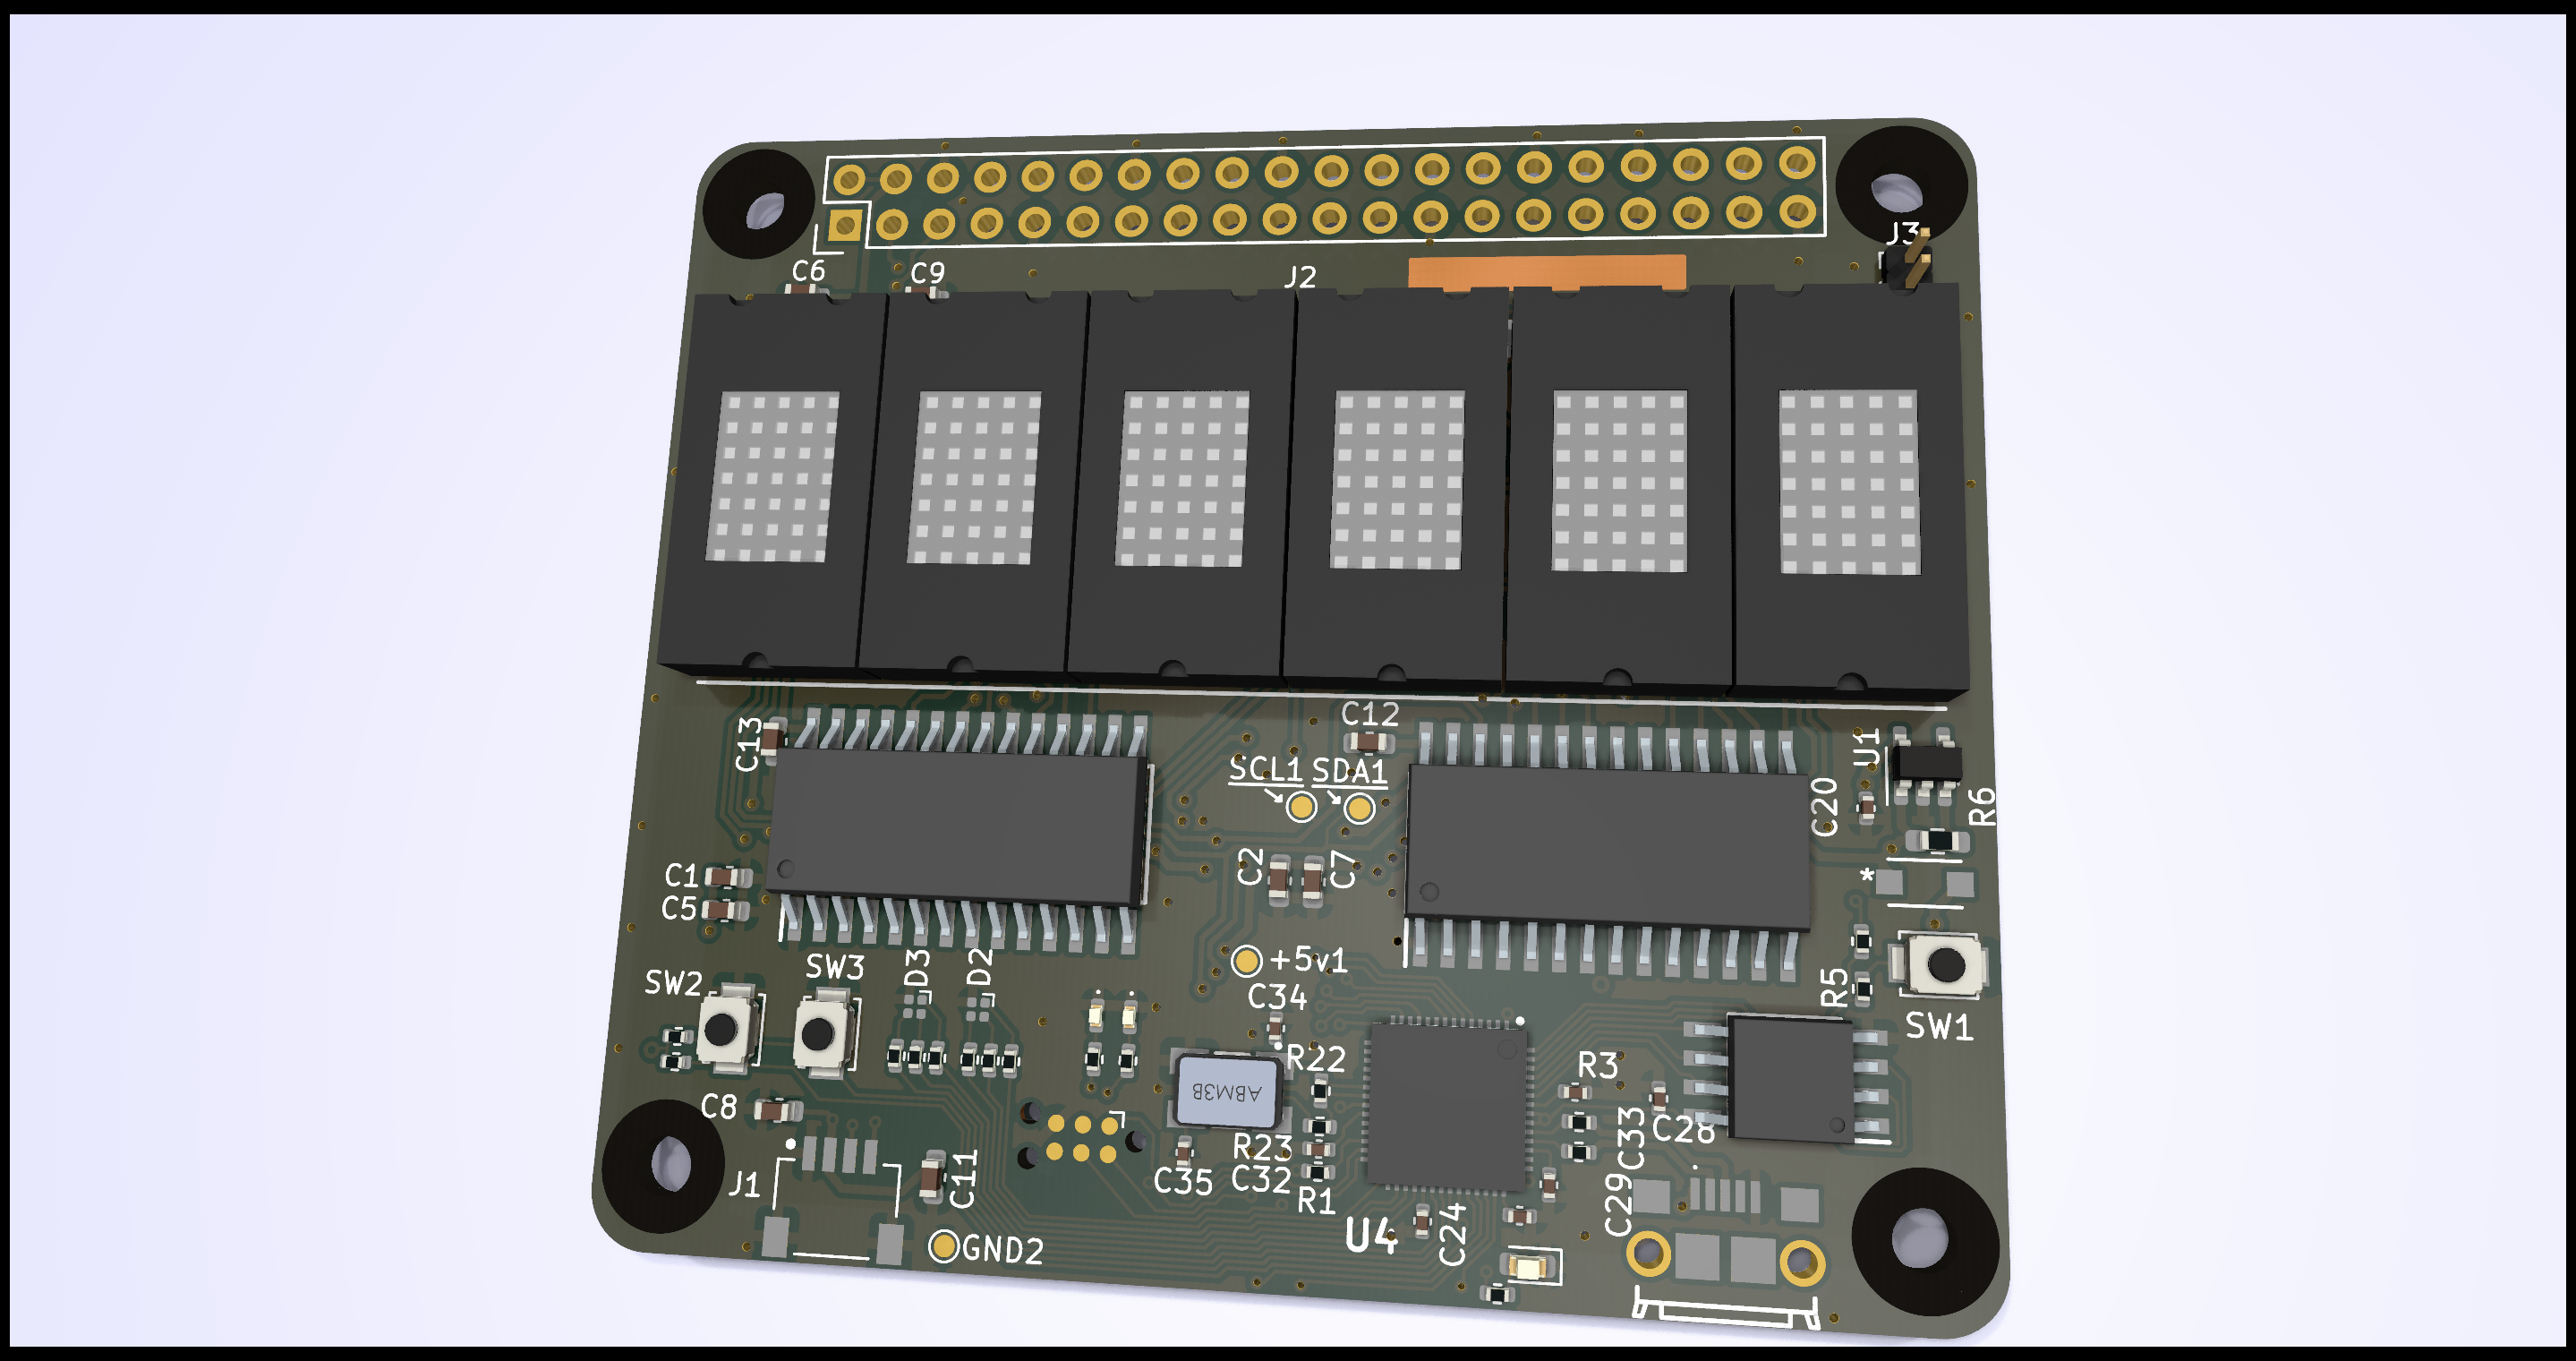 J3
C6
C9
J2
C13
C12
SCL1
SDA1
U1
C20
R6
C2
C7
C1
C5
*
+5v1
D3
D2
SW3
SW2
C34
R5
SW1
R22
R3
ABM3B
C8
C33
C28
R23
C35
C32
J1
C11
R1
C29
U4
C24
GND2